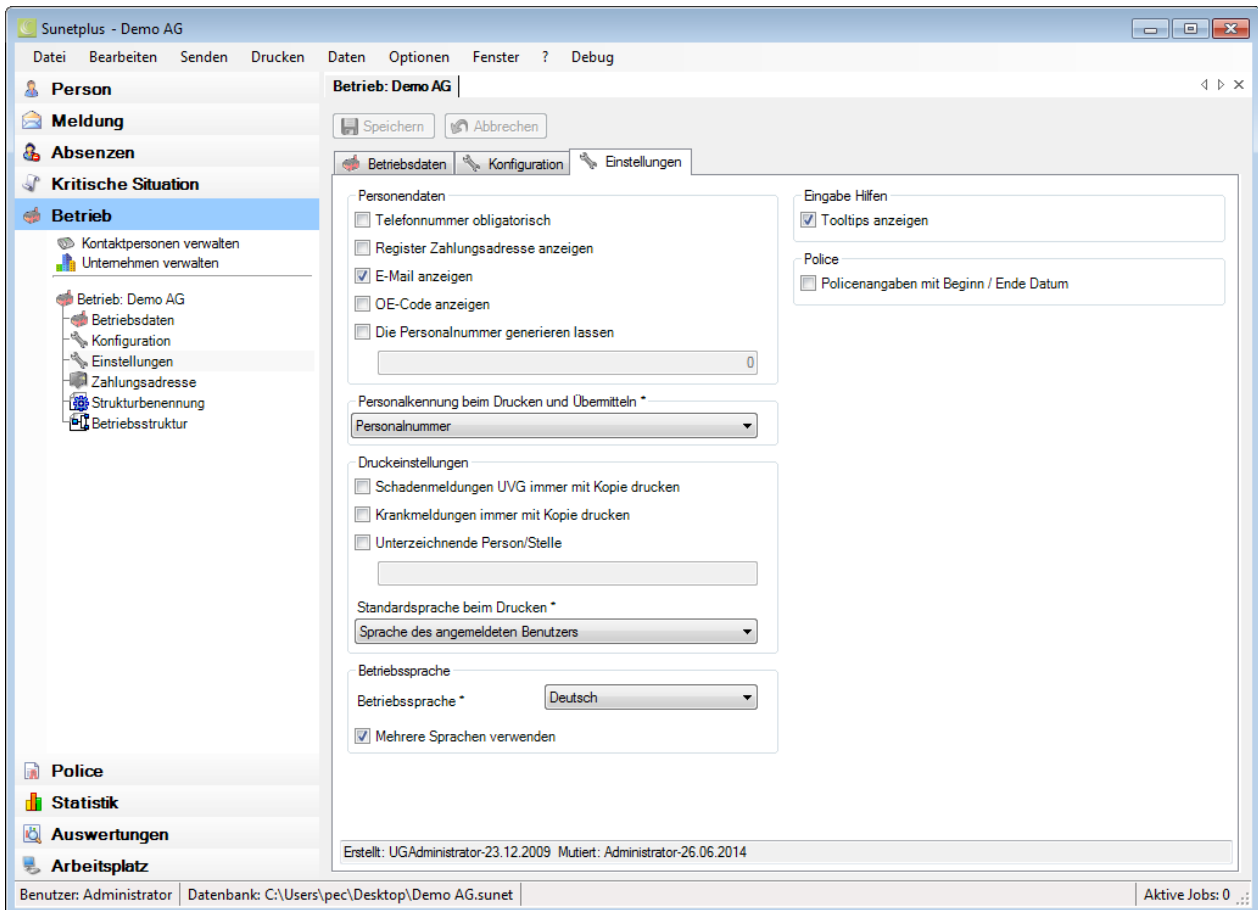 Sunetplus - Demo AG
Datei Bearbeiten Senden Drucken Daten Optionen Fenster ? Debug
Person
Meldung
Absenzen
Kritische Situation
Betrieb
Kontaktpersonen verwalten
Unternehmen verwalten
Betrieb: Demo AG
Betriebsdaten
Konfiguration
Einstellungen
Zahlungsadresse
Strukturbenennung
Betriebsstruktur
Police
Statistik
Auswertungen
Arbeitsplatz
Betrieb: Demo AG
Speichern Abbrechen
Betriebsdaten Konfiguration Einstellungen
Personendaten
Telefonnummer obligatorisch
Register Zahlungsadresse anzeigen
E-Mail anzeigen
OE-Code anzeigen
Die Personalnummer generieren lassen
0
Personalkennung beim Drucken und Übermitteln *
Personalnummer
Druckeinstellungen
Schadenmeldungen UVG immer mit Kopie drucken
Krankmeldungen immer mit Kopie drucken
Unterzeichnende Person/Stelle
Standardsprache beim Drucken *
Sprache des angemeldeten Benutzers
Betriebssprache
Betriebssprache * Deutsch
Mehrere Sprachen verwenden
Eingabe Hilfen
Tooltips anzeigen
Police
Policenangaben mit Beginn / Ende Datum
Erstellt: UGAdministrator-23.12.2009 Mutiert: Administrator-26.06.2014
Benutzer: Administrator Datenbank: C:\Users\pec\Desktop\Demo AG.sunet Aktive Jobs: 0